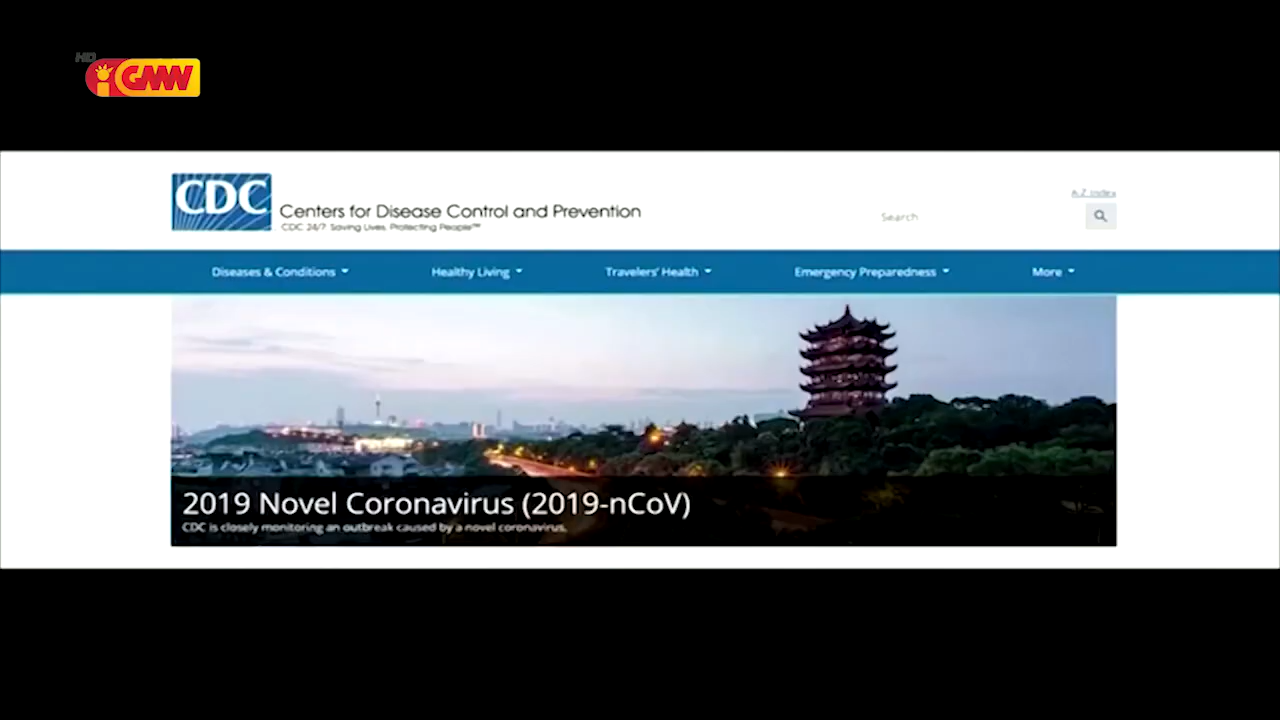 HD
iGMW
CDC
Centers for Disease Control and Prevention
CDC 24/7: Saving Lives. Protecting People™
A-Z Index
Search
Diseases & Conditions
Healthy Living
Travelers' Health
Emergency Preparedness
More
2019 Novel Coronavirus (2019-nCoV)
CDC is closely monitoring an outbreak caused by a novel coronavirus.